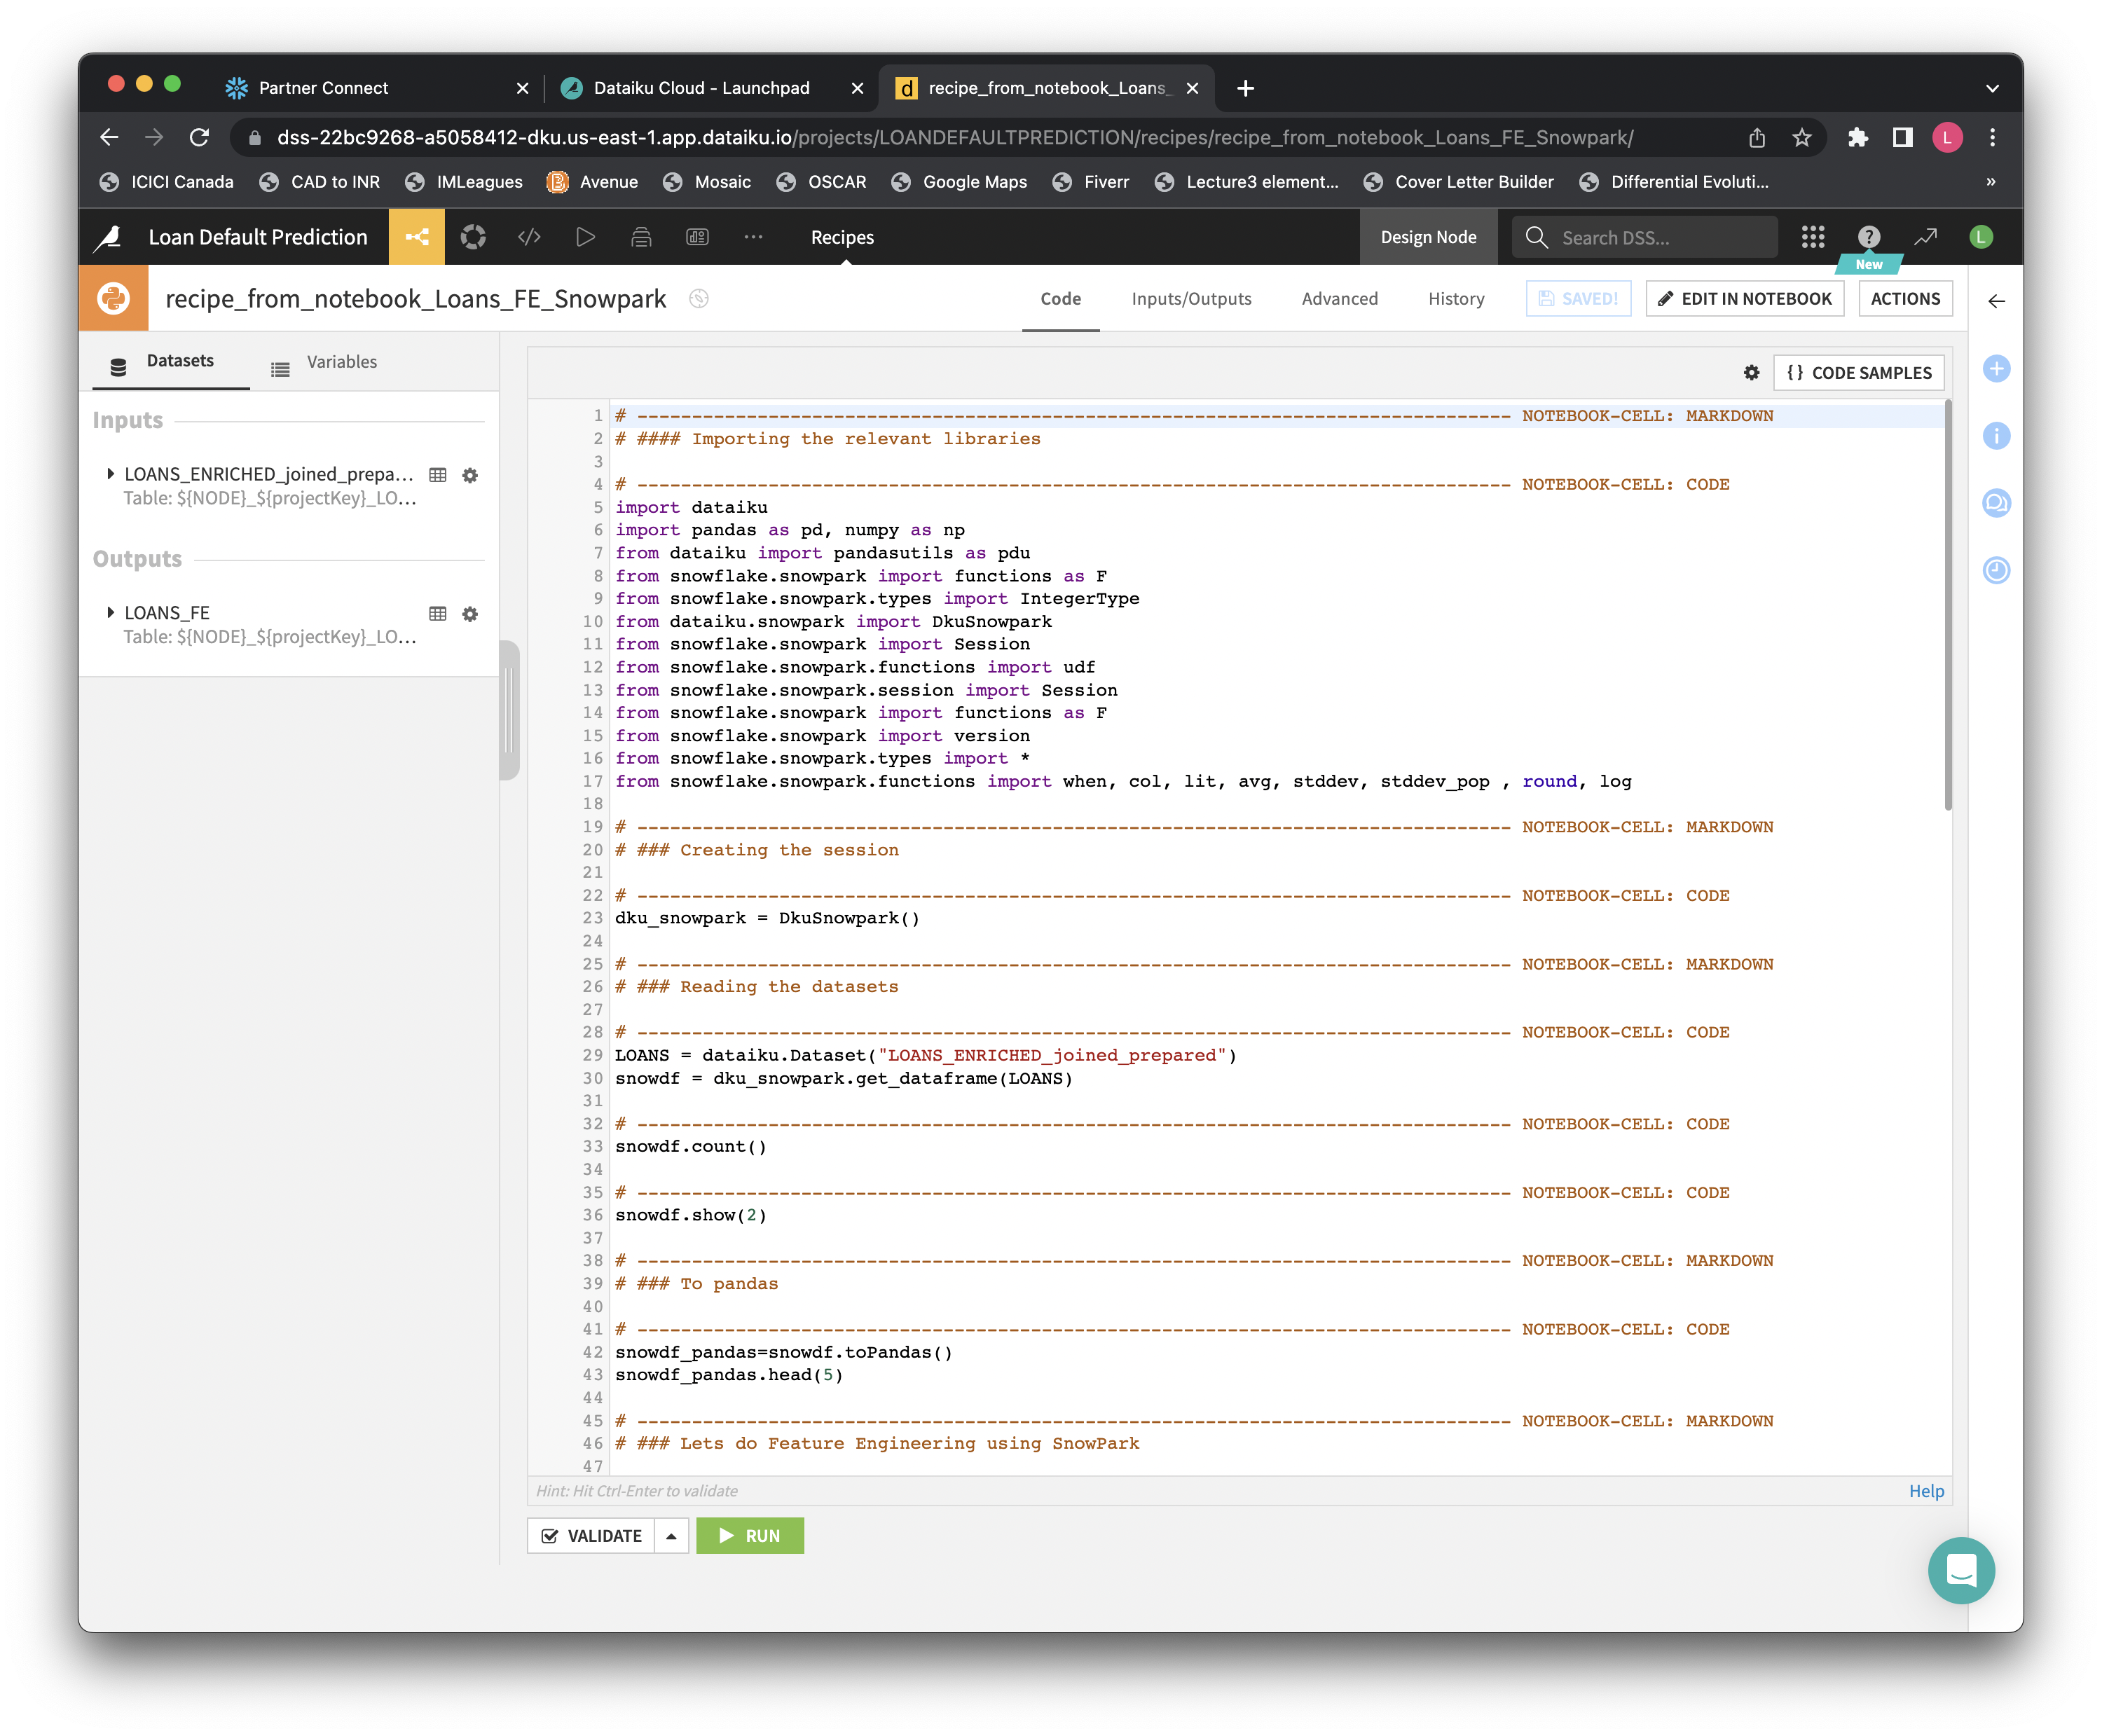 Partner Connect
Dataiku Cloud - Launchpad
d recipe_from_notebook_Loans_
dss-22bc9268-a5058412-dku.us-east-1.app.dataiku.io/projects/LOANDEFAULTPREDICTION/recipes/recipe_from_notebook_Loans_FE_Snowpark/
L
ICICI Canada CAD to INR IMLeagues Avenue Mosaic OSCAR Google Maps Fiverr Lecture3 element... Cover Letter Builder Differential Evoluti... »
Loan Default Prediction ... Recipes Design Node Search DSS... ? L
New
recipe_from_notebook_Loans_FE_Snowpark Code Inputs/Outputs Advanced History SAVED! EDIT IN NOTEBOOK ACTIONS
Datasets Variables
Inputs
LOANS_ENRICHED_joined_prepa...
Table: ${NODE}_${projectKey}_LO...
Outputs
LOANS_FE
Table: ${NODE}_${projectKey}_LO...
{} CODE SAMPLES
1 # -------------------------------------------------------------------------------- NOTEBOOK-CELL: MARKDOWN
2 # #### Importing the relevant libraries
3
4 # -------------------------------------------------------------------------------- NOTEBOOK-CELL: CODE
5 import dataiku
6 import pandas as pd, numpy as np
7 from dataiku import pandasutils as pdu
8 from snowflake.snowpark import functions as F
9 from snowflake.snowpark.types import IntegerType
10 from dataiku.snowpark import DkuSnowpark
11 from snowflake.snowpark import Session
12 from snowflake.snowpark.functions import udf
13 from snowflake.snowpark.session import Session
14 from snowflake.snowpark import functions as F
15 from snowflake.snowpark import version
16 from snowflake.snowpark.types import *
17 from snowflake.snowpark.functions import when, col, lit, avg, stddev, stddev_pop , round, log
18
19 # -------------------------------------------------------------------------------- NOTEBOOK-CELL: MARKDOWN
20 # ### Creating the session
21
22 # -------------------------------------------------------------------------------- NOTEBOOK-CELL: CODE
23 dku_snowpark = DkuSnowpark()
24
25 # -------------------------------------------------------------------------------- NOTEBOOK-CELL: MARKDOWN
26 # ### Reading the datasets
27
28 # -------------------------------------------------------------------------------- NOTEBOOK-CELL: CODE
29 LOANS = dataiku.Dataset("LOANS_ENRICHED_joined_prepared")
30 snowdf = dku_snowpark.get_dataframe(LOANS)
31
32 # -------------------------------------------------------------------------------- NOTEBOOK-CELL: CODE
33 snowdf.count()
34
35 # -------------------------------------------------------------------------------- NOTEBOOK-CELL: CODE
36 snowdf.show(2)
37
38 # -------------------------------------------------------------------------------- NOTEBOOK-CELL: MARKDOWN
39 # ### To pandas
40
41 # -------------------------------------------------------------------------------- NOTEBOOK-CELL: CODE
42 snowdf_pandas=snowdf.toPandas()
43 snowdf_pandas.head(5)
44
45 # -------------------------------------------------------------------------------- NOTEBOOK-CELL: MARKDOWN
46 # ### Lets do Feature Engineering using SnowPark
47
Hint: Hit Ctrl-Enter to validate Help
VALIDATE RUN